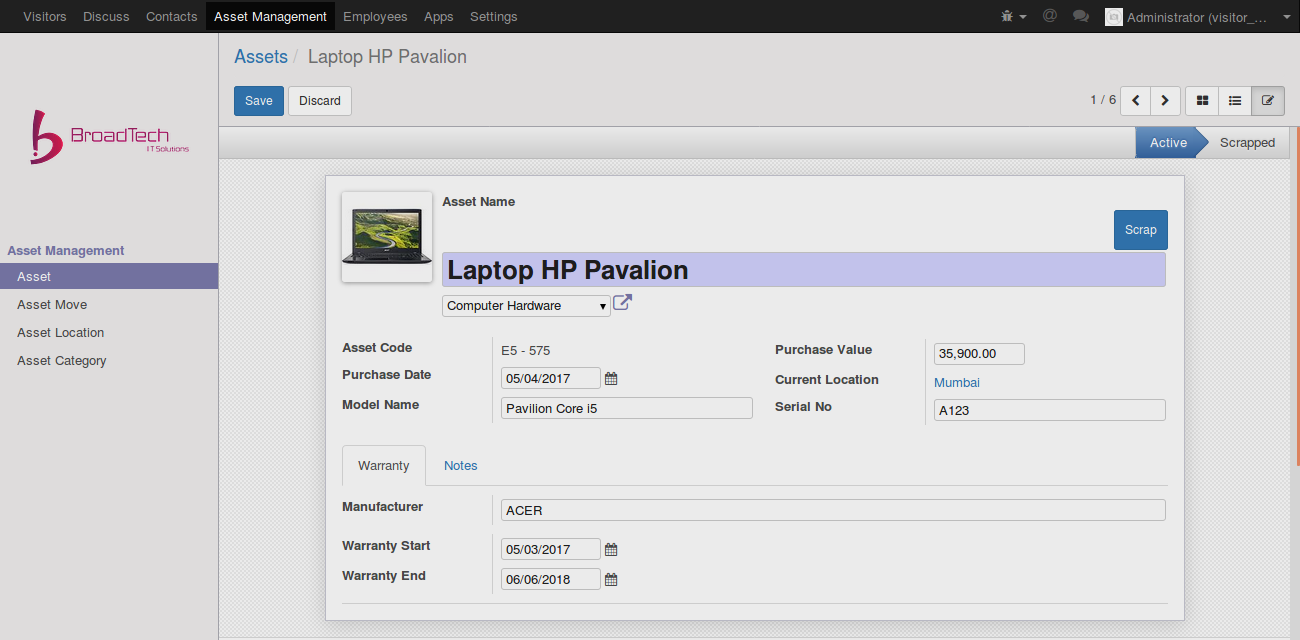 Visitors Discuss Contacts Asset Management Employees Apps Settings @ Administrator (visitor_...
Assets / Laptop HP Pavalion
Save Discard 1 / 6
BroadTech
IT Solutions
Active Scrapped
Asset Management
Asset
Asset Move
Asset Location
Asset Category
Asset Name
Scrap
Laptop HP Pavalion
Computer Hardware
Asset Code E5 - 575
Purchase Date 05/04/2017
Model Name Pavilion Core i5
Purchase Value 35,900.00
Current Location Mumbai
Serial No A123
Warranty Notes
Manufacturer ACER
Warranty Start 05/03/2017
Warranty End 06/06/2018